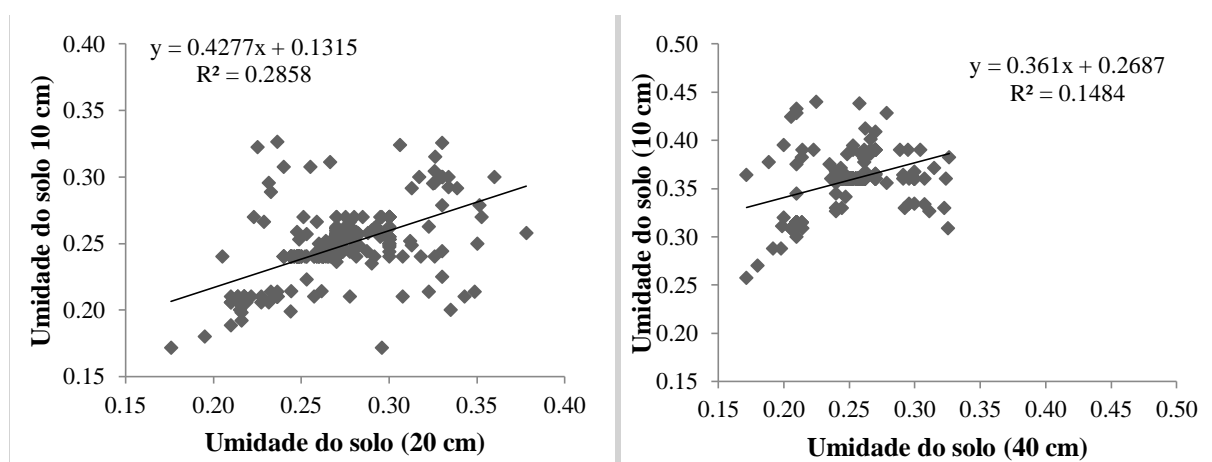 y = 0.4277x + 0.1315
R² = 0.2858
0.40
0.35
0.30
0.25
0.20
0.15
0.15 0.20 0.25 0.30 0.35 0.40
Umidade do solo 10 cm)
Umidade do solo (20 cm)
y = 0.361x + 0.2687
R² = 0.1484
0.50
0.45
0.40
0.35
0.30
0.25
0.20
0.15
0.15 0.20 0.25 0.30 0.35 0.40 0.45 0.50
Umidade do solo (10 cm)
Umidade do solo (40 cm)